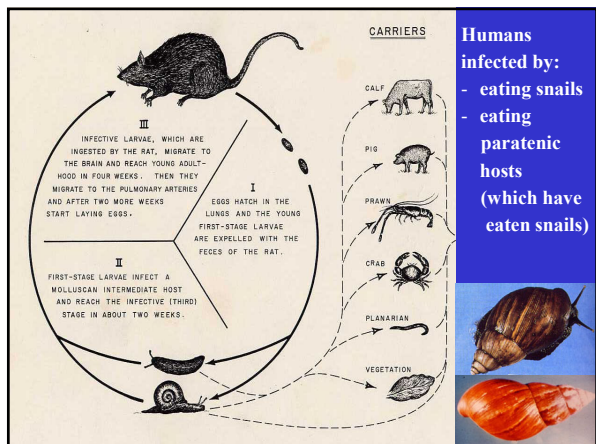 CARRIERS
CALF
PIG
PRAWN
CRAB
PLANARIAN
VEGETATION
III
INFECTIVE LARVAE, WHICH ARE
INGESTED BY THE RAT, MIGRATE TO
THE BRAIN AND REACH YOUNG ADULT-
HOOD IN FOUR WEEKS. THEN THEY
MIGRATE TO THE PULMONARY ARTERIES
AND AFTER TWO MORE WEEKS
START LAYING EGGS.
I
EGGS HATCH IN THE
LUNGS AND THE YOUNG
FIRST-STAGE LARVAE
ARE EXPELLED WITH THE
FECES OF THE RAT.
II
FIRST-STAGE LARVAE INFECT A
MOLLUSCAN INTERMEDIATE HOST
AND REACH THE INFECTIVE (THIRD)
STAGE IN ABOUT TWO WEEKS.
Humans
infected by:
- eating snails
- eating
paratenic
hosts
(which have
eaten snails)